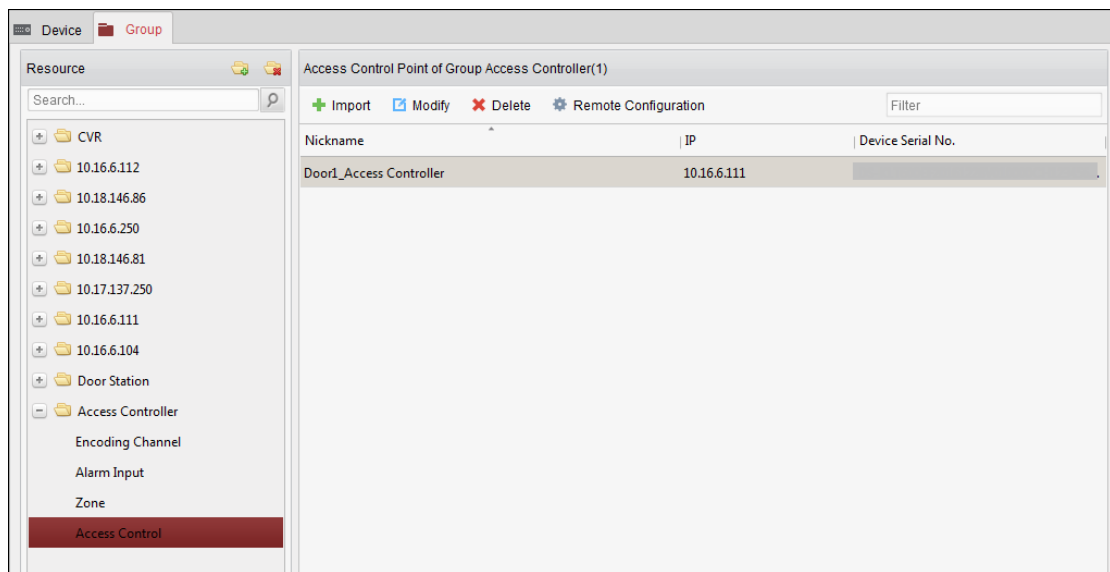 Device Group
Resource
Search...
CVR
10.16.6.112
10.18.146.86
10.16.6.250
10.18.146.81
10.17.137.250
10.16.6.111
10.16.6.104
Door Station
Access Controller
Encoding Channel
Alarm Input
Zone
Access Control
Access Control Point of Group Access Controller(1)
Import Modify Delete Remote Configuration Filter
Nickname IP Device Serial No.
Door1_Access Controller 10.16.6.111